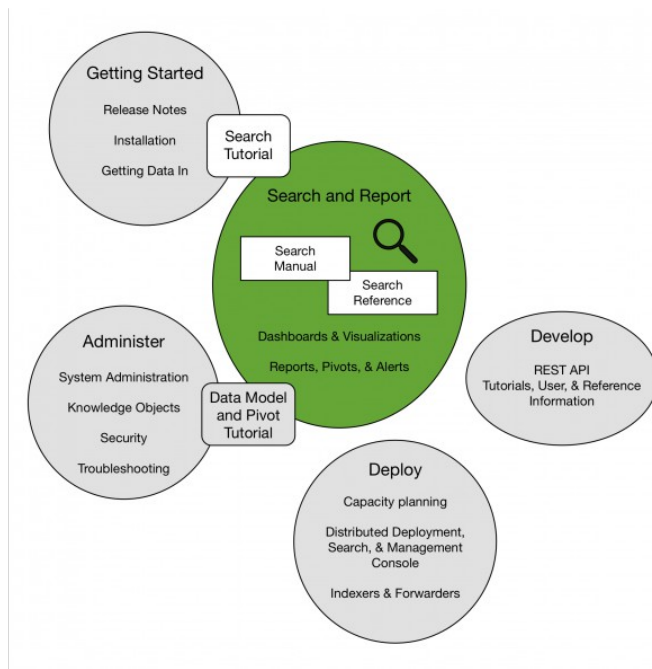 Getting Started
Release Notes
Installation
Getting Data In
Search
Tutorial
Search and Report
Search
Manual
Search
Reference
Dashboards & Visualizations
Reports, Pivots, & Alerts
Administer
System Administration
Knowledge Objects
Security
Troubleshooting
Data Model
and Pivot
Tutorial
Develop
REST API
Tutorials, User, & Reference
Information
Deploy
Capacity planning
Distributed Deployment,
Search, & Management
Console
Indexers & Forwarders